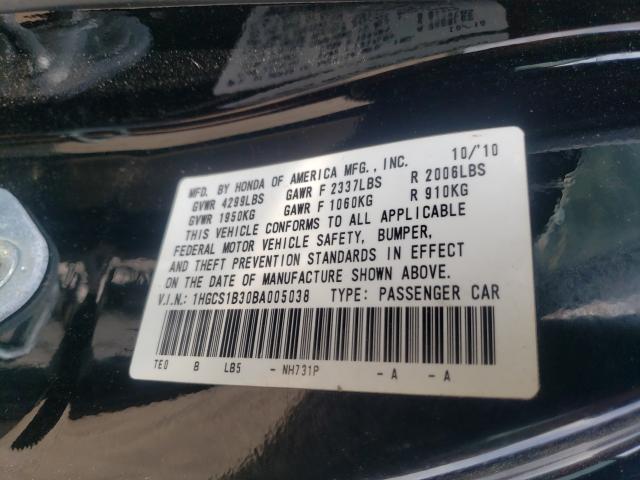 MFD. BY HONDA OF AMERICA MFG., INC. 10/'10
GVWR 4299LBS GAWR F 2337LBS R 2006LBS
GVWR 1950KG GAWR F 1060KG R 910KG
THIS VEHICLE CONFORMS TO ALL APPLICABLE
FEDERAL MOTOR VEHICLE SAFETY, BUMPER,
AND THEFT PREVENTION STANDARDS IN EFFECT
ON THE DATE OF MANUFACTURE SHOWN ABOVE.
V.I.N.: 1HGCS1B30BA005038 TYPE: PASSENGER CAR
TE0 B LB5 - NH731P - A - A